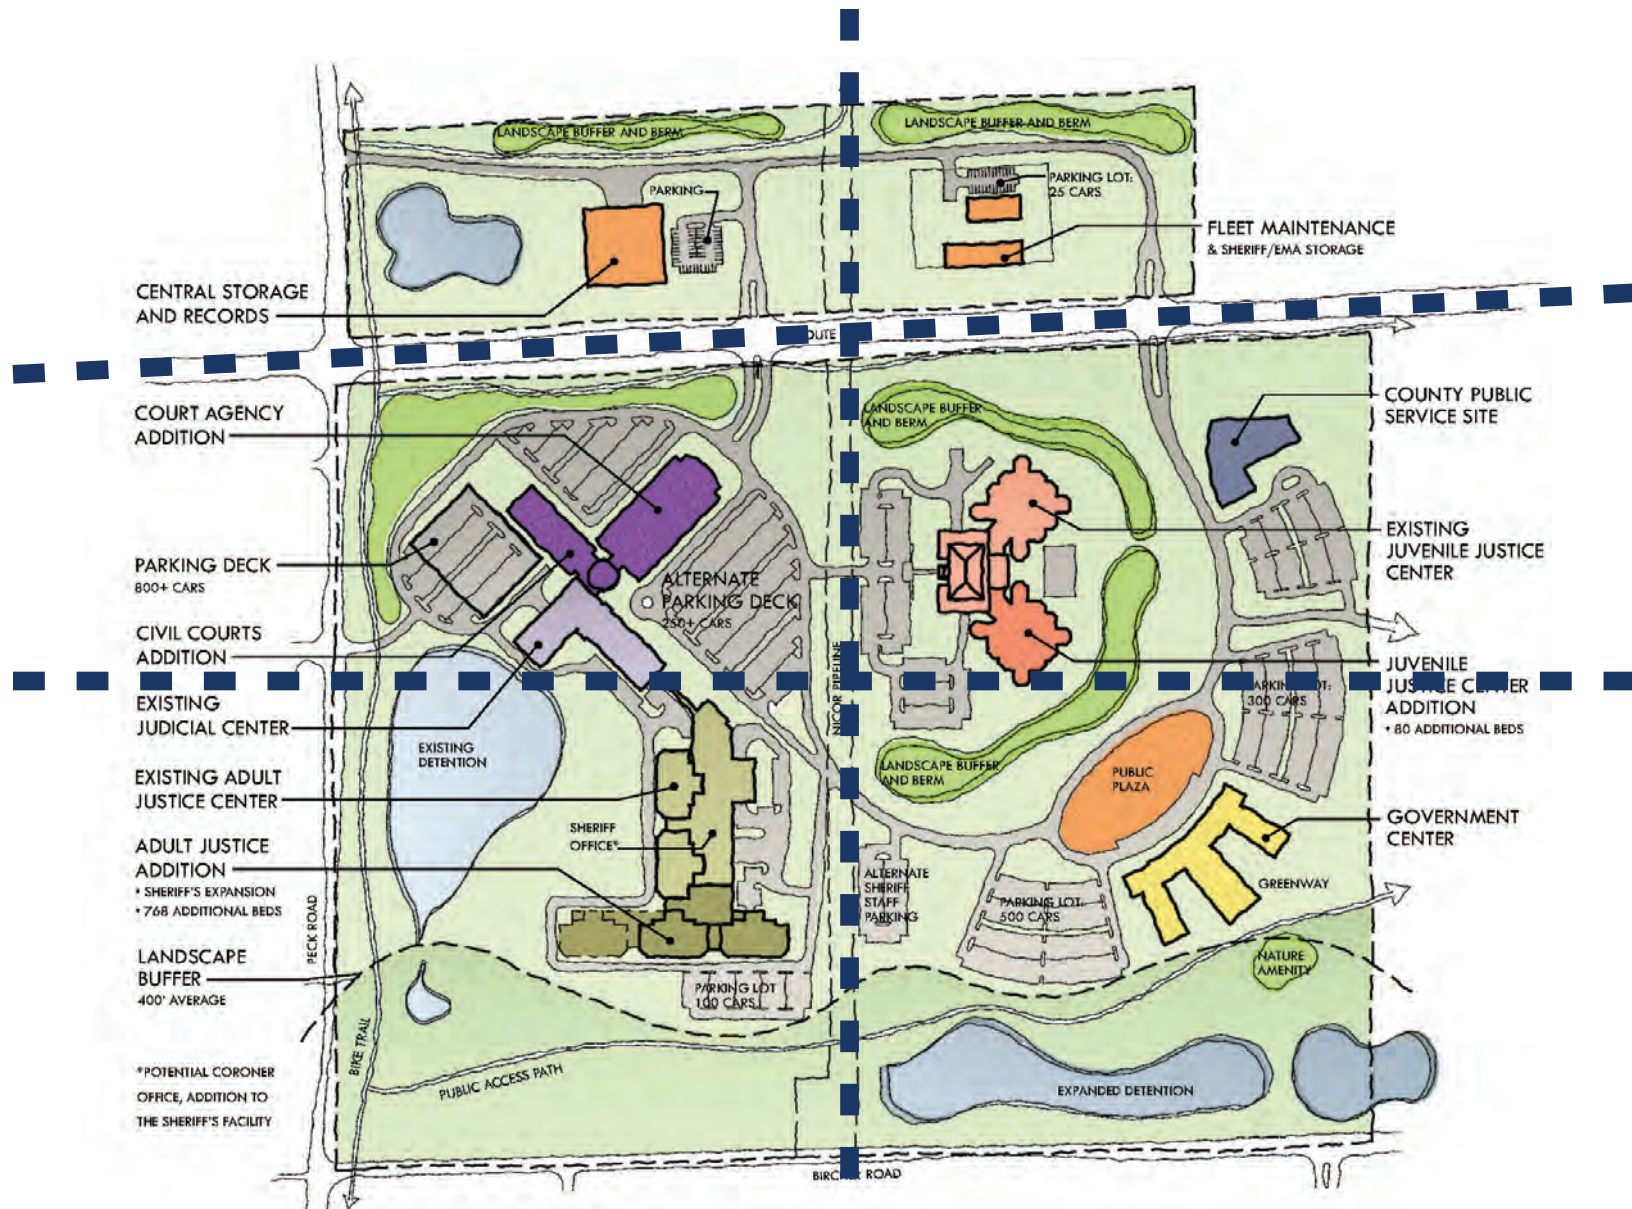 LANDSCAPE BUFFER AND BERM
LANDSCAPE BUFFER AND BERM
PARKING
PARKING LOT:
25 CARS
FLEET MAINTENANCE
& SHERIFF/EMA STORAGE
CENTRAL STORAGE
AND RECORDS
OUTE
COURT AGENCY
ADDITION
LANDSCAPE BUFFER
AND BERM
COUNTY PUBLIC
SERVICE SITE
PARKING DECK
800+ CARS
ALTERNATE
PARKING DECK
250+ CARS
EXISTING
JUVENILE JUSTICE
CENTER
CIVIL COURTS
ADDITION
NICOR PIPELINE
JUVENILE
JUSTICE CENTER
ADDITION
* 80 ADDITIONAL BEDS
PARKING LOT:
300 CARS
EXISTING
JUDICIAL CENTER
EXISTING
DETENTION
LANDSCAPE BUFFER
AND BERM
PUBLIC
PLAZA
EXISTING ADULT
JUSTICE CENTER
SHERIFF
OFFICE*
GOVERNMENT
CENTER
ADULT JUSTICE
ADDITION
* SHERIFF'S EXPANSION
* 768 ADDITIONAL BEDS
ALTERNATE
SHERIFF
STAFF
PARKING
PARKING LOT:
500 CARS
GREENWAY
PECK ROAD
LANDSCAPE
BUFFER
400' AVERAGE
PARKING LOT
100 CARS
NATURE
AMENITY
BIKE TRAIL
PUBLIC ACCESS PATH
EXPANDED DETENTION
*POTENTIAL CORONER
OFFICE, ADDITION TO
THE SHERIFF'S FACILITY
ROAD